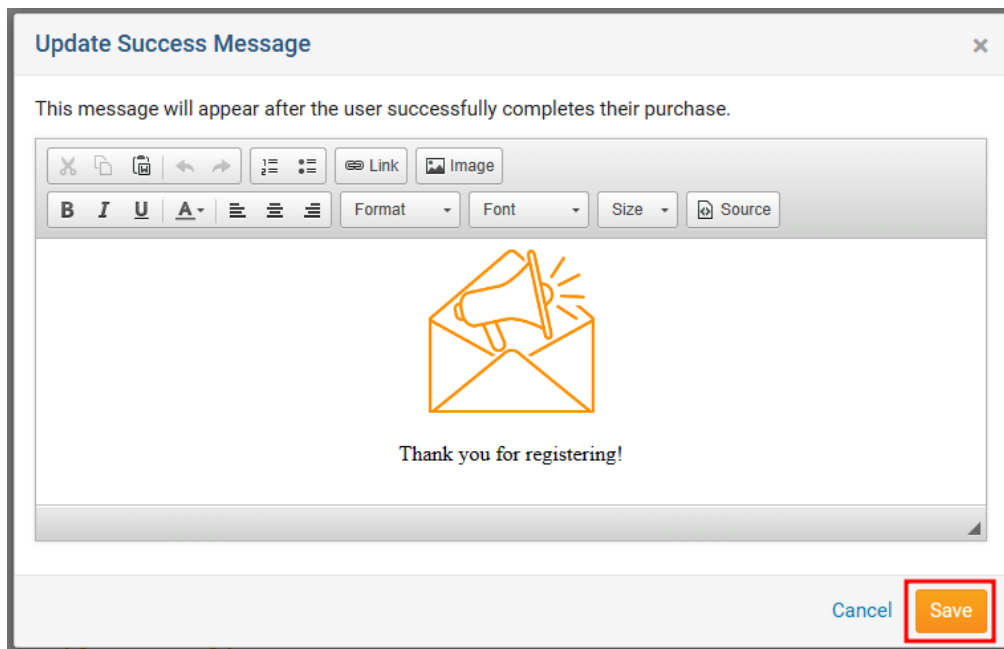 Update Success Message ×
This message will appear after the user successfully completes their purchase.
Link Image
B I U A Format Font Size Source
Thank you for registering!
Cancel Save